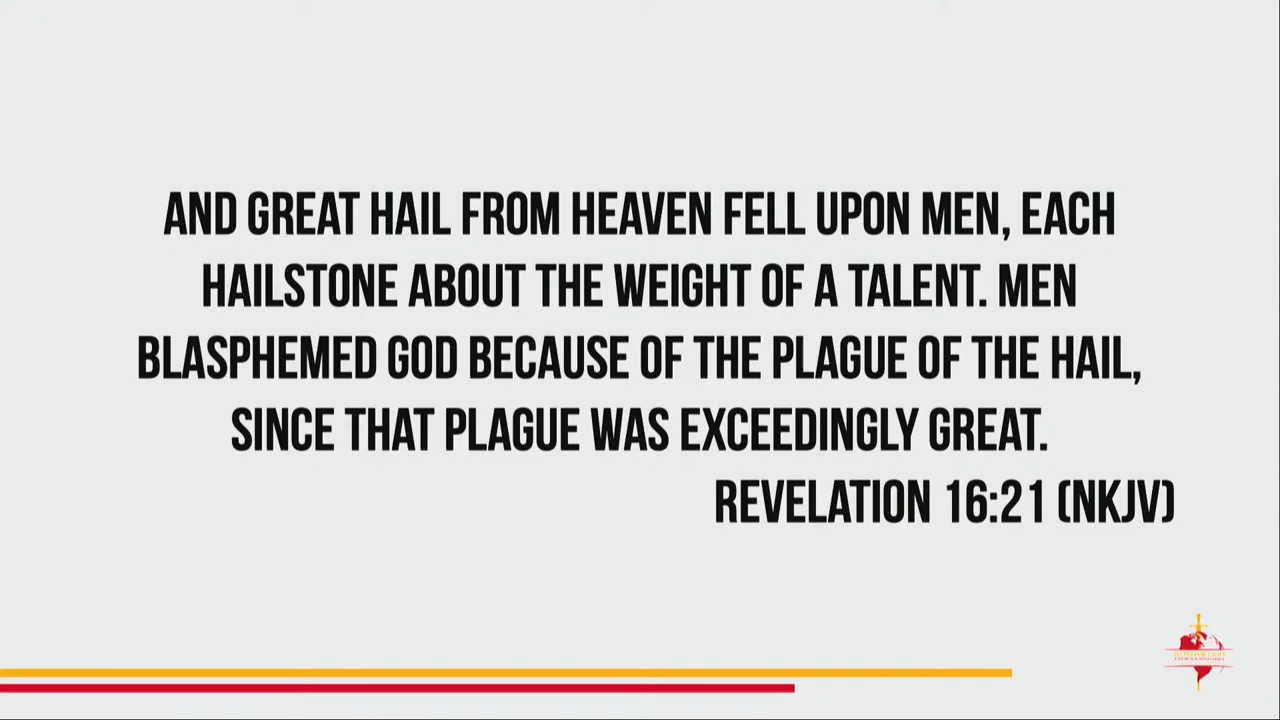 AND GREAT HAIL FROM HEAVEN FELL UPON MEN, EACH
HAILSTONE ABOUT THE WEIGHT OF A TALENT. MEN
BLASPHEMED GOD BECAUSE OF THE PLAGUE OF THE HAIL,
SINCE THAT PLAGUE WAS EXCEEDINGLY GREAT.
REVELATION 16:21 (NKJV)